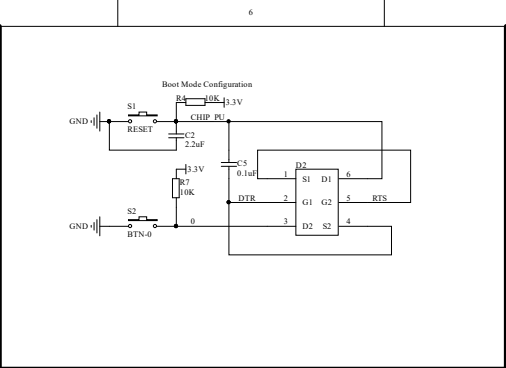 6
Boot Mode Configuration
R4 10K 3.3V
S1
GND
RESET
CHIP_PU
C2
2.2uF
C5
0.1uF
3.3V
R7
10K
D2
1 S1 D1 6
DTR 2 G1 G2 5 RTS
3 D2 S2 4
S2
GND
BTN-0
0